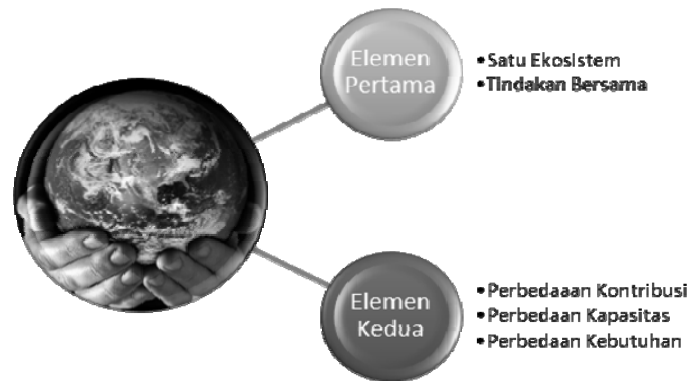 Elemen
Pertama
•Satu Ekosistem
•Tindakan Bersama
Elemen
Kedua
•Perbedaaan Kontribusi
•Perbedaan Kapasitas
•Perbedaan Kebutuhan